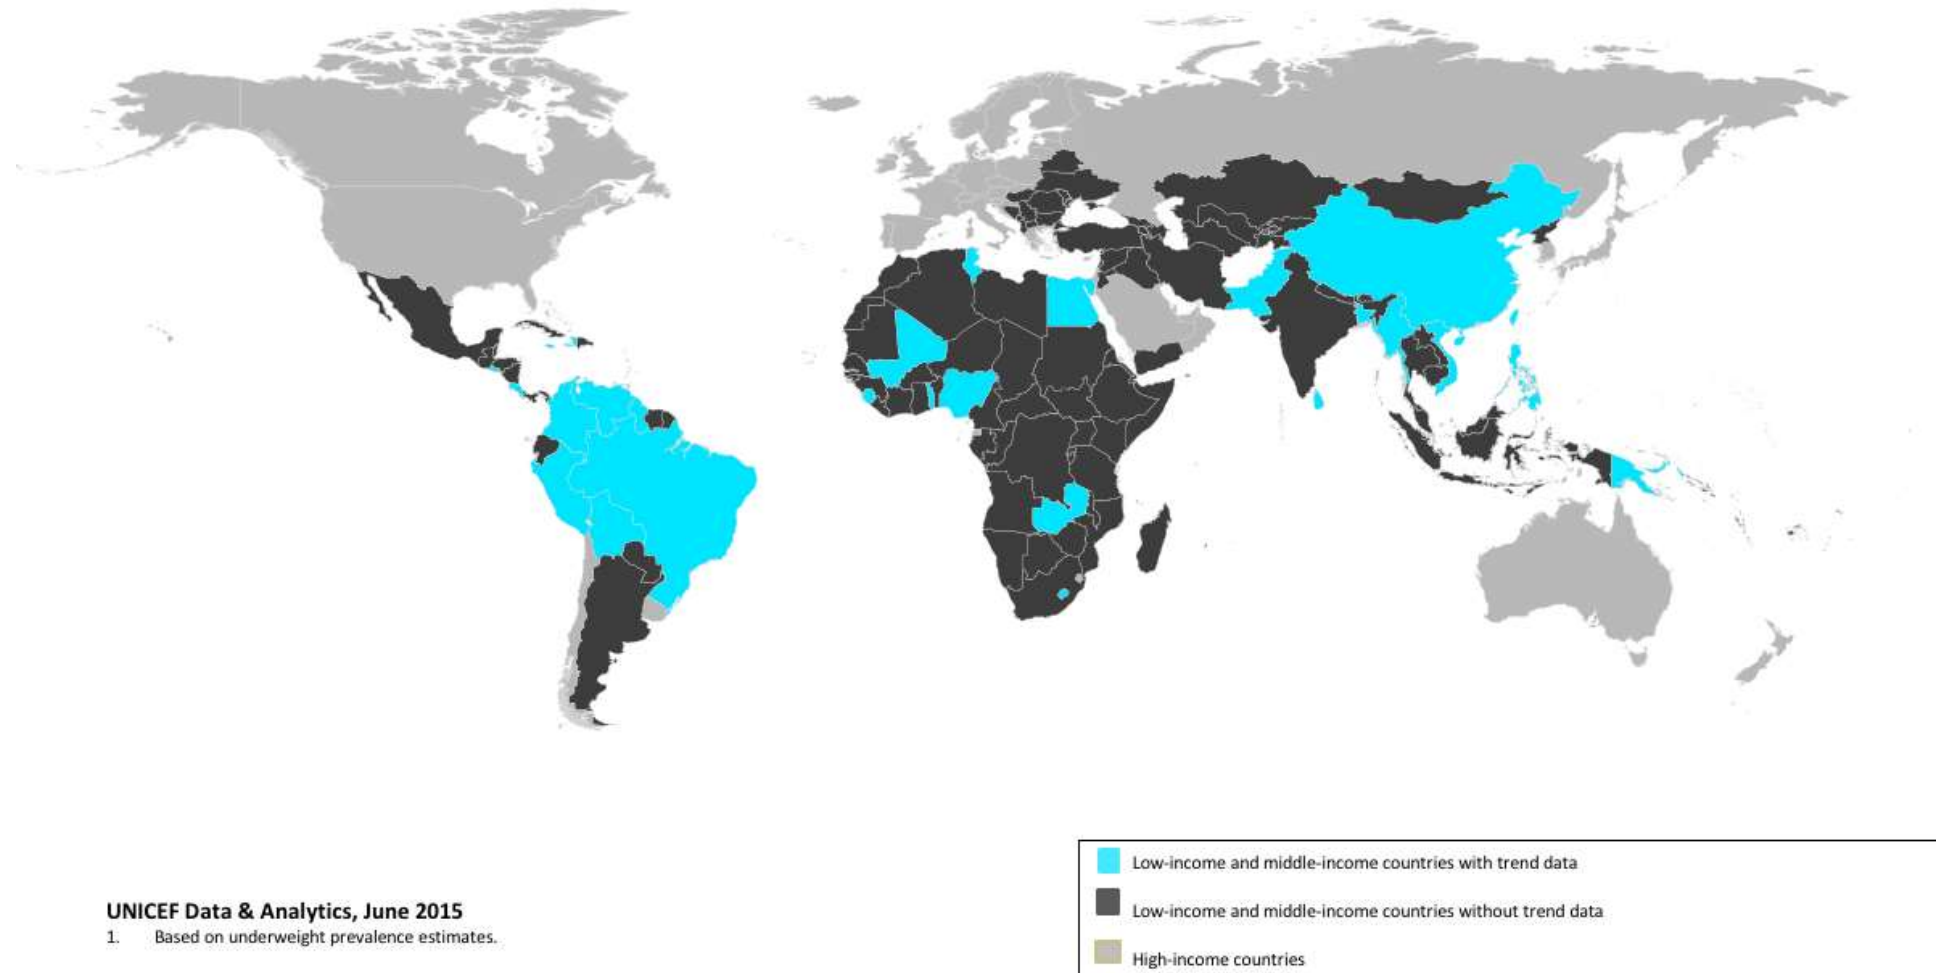 Low-income and middle-income countries with trend data
Low-income and middle-income countries without trend data
High-income countries
UNICEF Data & Analytics, June 2015
1. Based on underweight prevalence estimates.